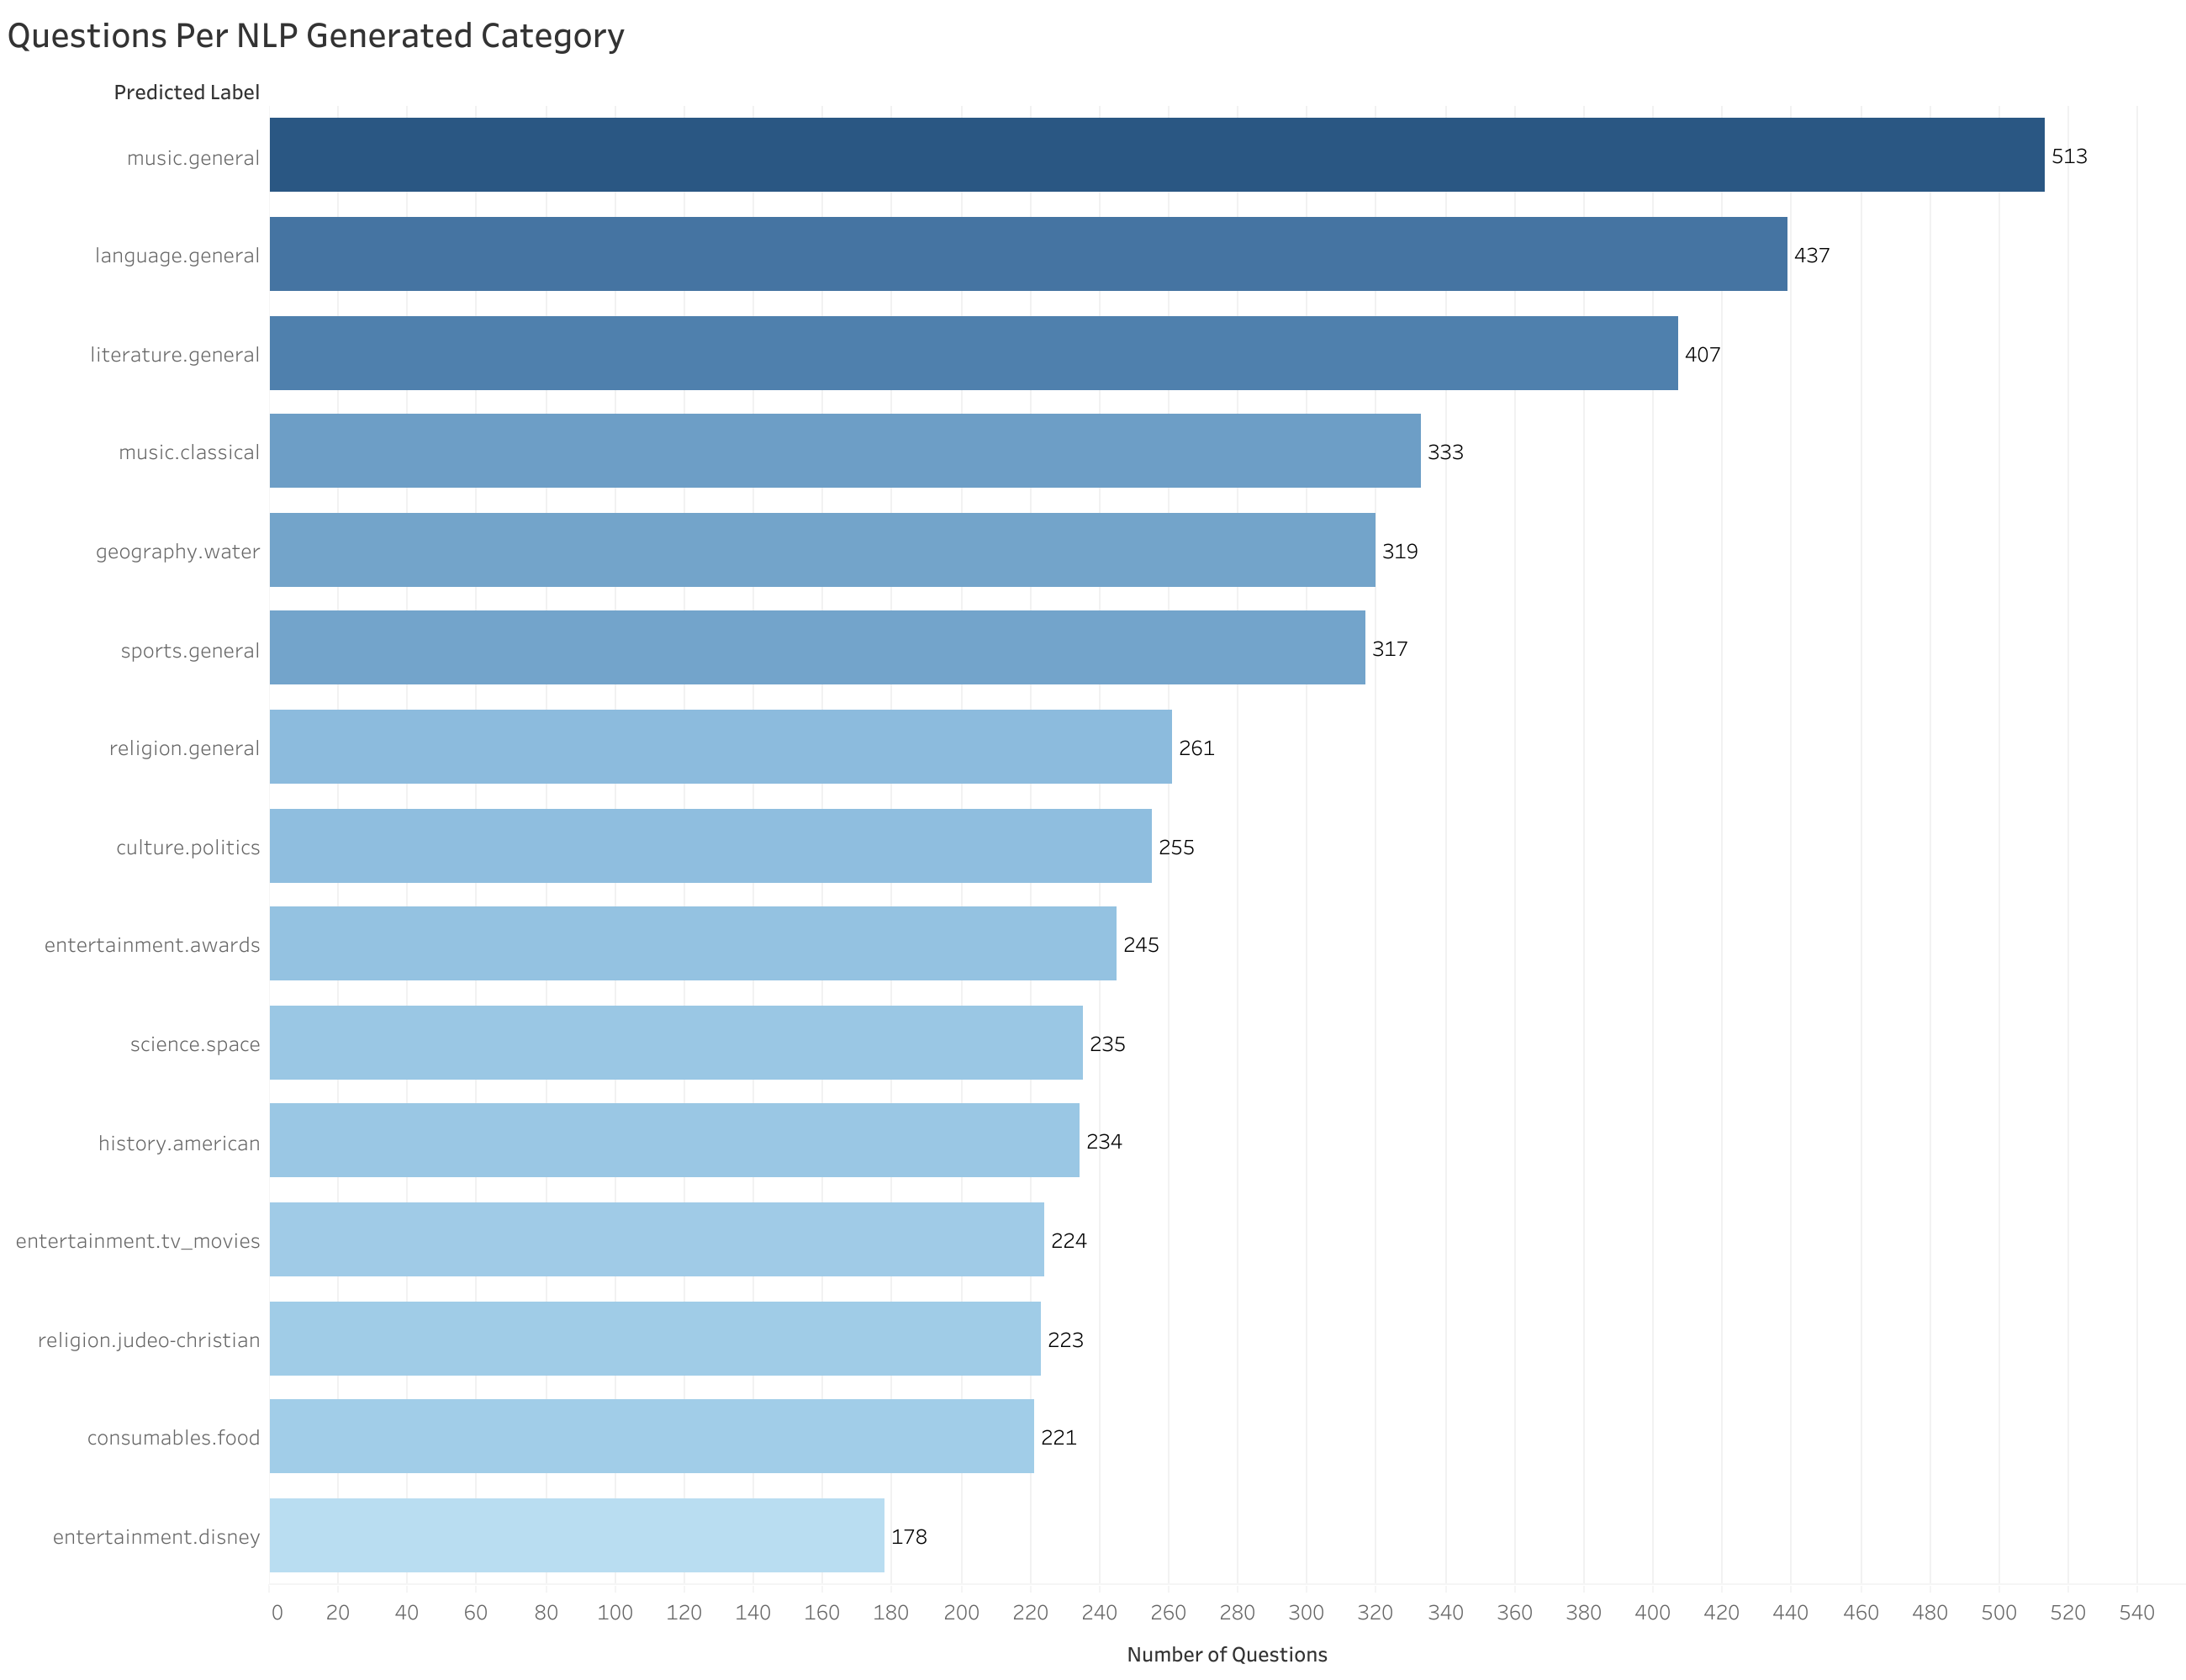 Questions Per NLP Generated Category
Predicted Label
music.general 513
language.general 437
literature.general 407
music.classical 333
geography.water 319
sports.general 317
religion.general 261
culture.politics 255
entertainment.awards 245
science.space 235
history.american 234
entertainment.tv_movies 224
religion.judeo-christian 223
consumables.food 221
entertainment.disney 178
0 20 40 60 80 100 120 140 160 180 200 220 240 260 280 300 320 340 360 380 400 420 440 460 480 500 520 540
Number of Questions